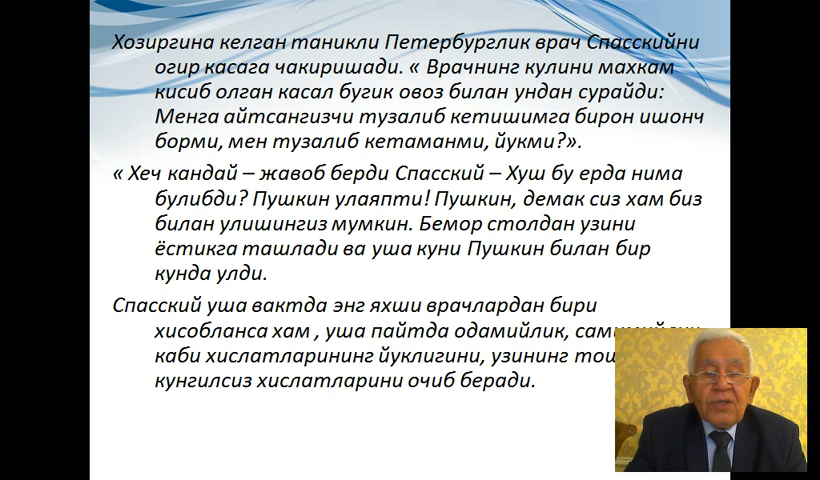 Хозиргина келган таникли Петербурглик врач Спасскийни
огир касага чакиришади. « Врачнинг кулини махкам
кисиб олган касал бугик овоз билан ундан сурайди:
Менга айтсангизчи тузалиб кетишимга бирон ишонч
борми, мен тузалиб кетаманми, йукми?».
« Хеч кандай – жавоб берди Спасский – Хуш бу ерда нима
булибди? Пушкин улаяпти! Пушкин, демак сиз хам биз
билан улишингиз мумкин. Бемор столдан узини
ёстикга ташлади ва уша куни Пушкин билан бир
кунда улди.
Спасский уша вактда энг яхши врачлардан бири
хисобланса хам , уша пайтда одамийлик,
каби хислатларининг йуклигини, узининг
кунгилсиз хислатларини очиб беради.